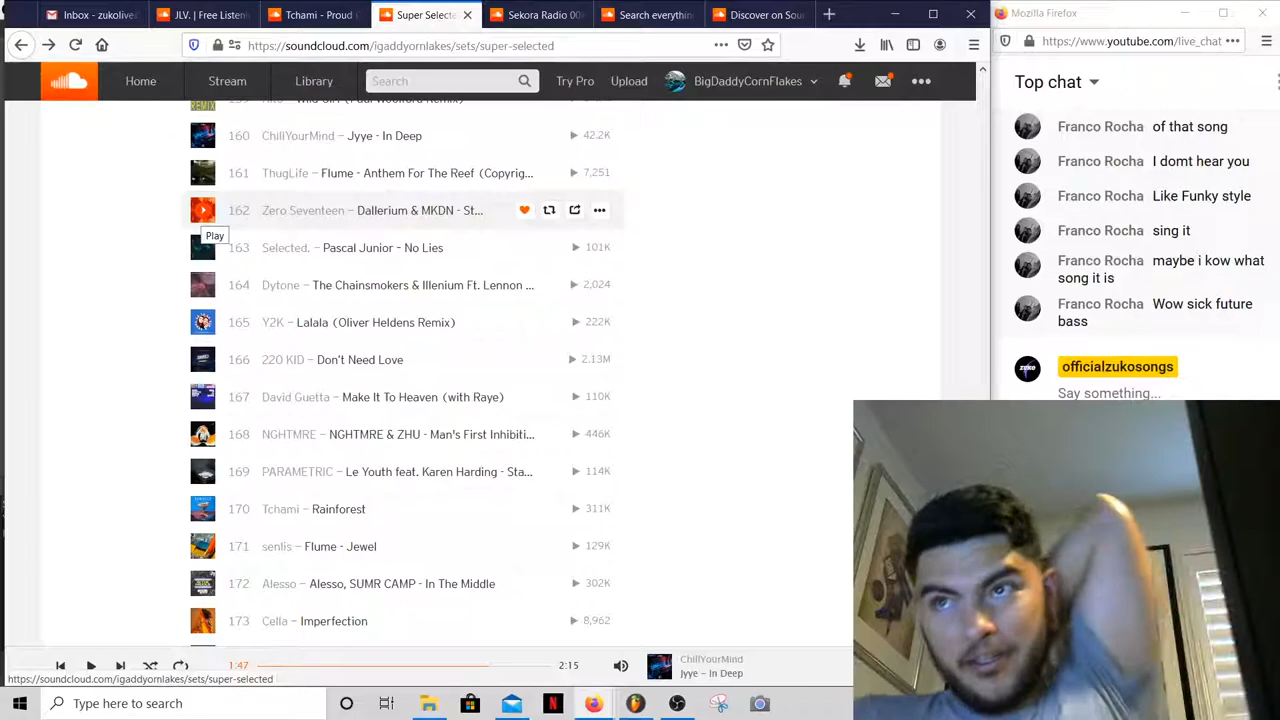 Inbox - zukolive
JLV. | Free Listeni
Tchami - Proud
Super Selecte
Sekora Radio 00
Search everythin
Discover on Sou
Mozilla Firefox
https://soundcloud.com/igaddyornlakes/sets/super-selected
https://www.youtube.com/live_chat
Home
Stream
Library
Search
Try Pro
Upload
BigDaddyCornFlakes
Top chat
160 ChillYourMind – Jyye - In Deep 42.2K
161 ThugLife – Flume - Anthem For The Reef (Copyrig... 7,251
162 Zero Seventeen – Dallerium & MKDN - St...
Play
163 Selected. – Pascal Junior - No Lies 101K
164 Dytone – The Chainsmokers & Illenium Ft. Lennon ... 2,024
165 Y2K – Lalala (Oliver Heldens Remix) 222K
166 220 KID – Don't Need Love 2.13M
167 David Guetta – Make It To Heaven (with Raye) 110K
168 NGHTMRE – NGHTMRE & ZHU - Man's First Inhibiti... 446K
169 PARAMETRIC – Le Youth feat. Karen Harding - Sta... 114K
170 Tchami – Rainforest 311K
171 senlis – Flume - Jewel 129K
172 Alesso – Alesso, SUMR CAMP - In The Middle 302K
173 Cella – Imperfection 8,962
Franco Rocha of that song
Franco Rocha I domt hear you
Franco Rocha Like Funky style
Franco Rocha sing it
Franco Rocha maybe i kow what
song it is
Franco Rocha Wow sick future
bass
officialzukosongs
Say something...
1:47
2:15
ChillYourMind
Jyye – In Deep
https://soundcloud.com/igaddyornlakes/sets/super-selected
Type here to search